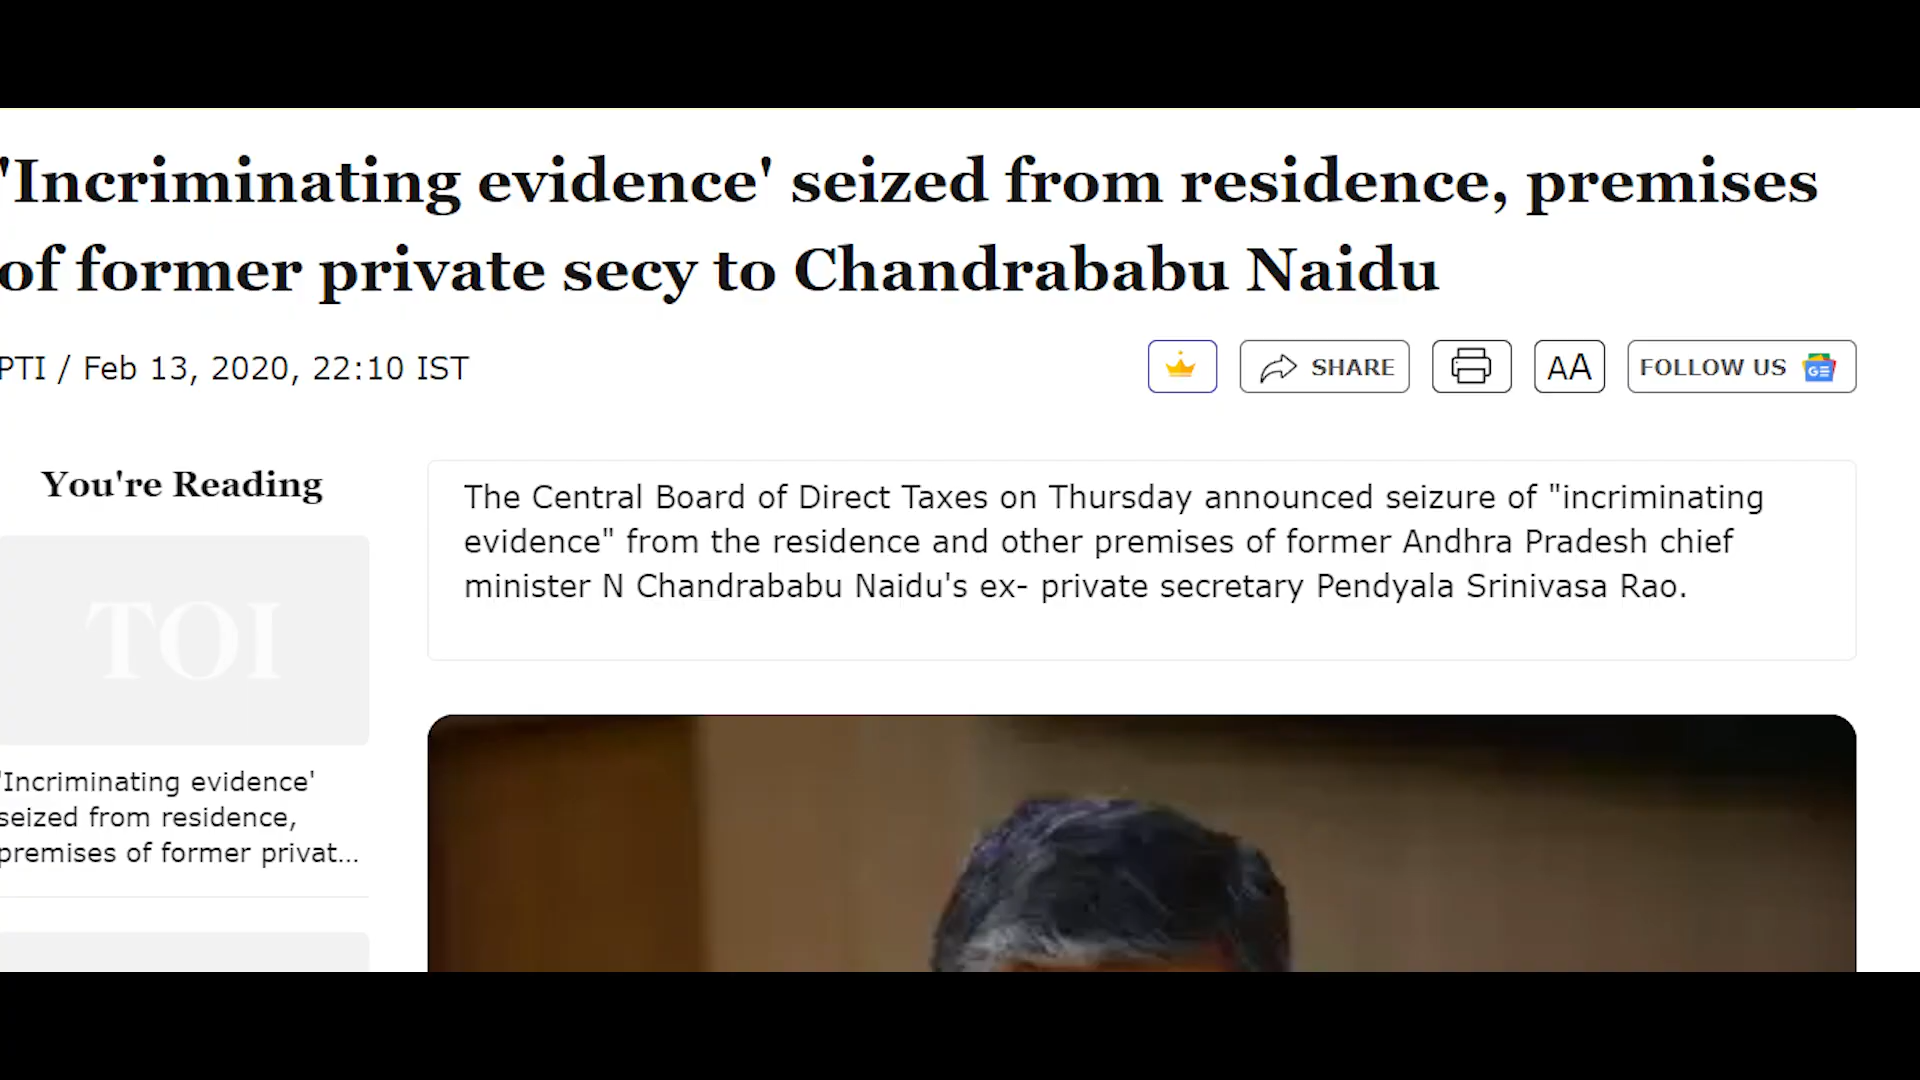 'Incriminating evidence' seized from residence, premises
of former private secy to Chandrababu Naidu
PTI / Feb 13, 2020, 22:10 IST
SHARE
AA
FOLLOW US
GE
You're Reading
The Central Board of Direct Taxes on Thursday announced seizure of "incriminating
evidence" from the residence and other premises of former Andhra Pradesh chief
minister N Chandrababu Naidu's ex- private secretary Pendyala Srinivasa Rao.
TOI
'Incriminating evidence'
seized from residence,
premises of former privat...